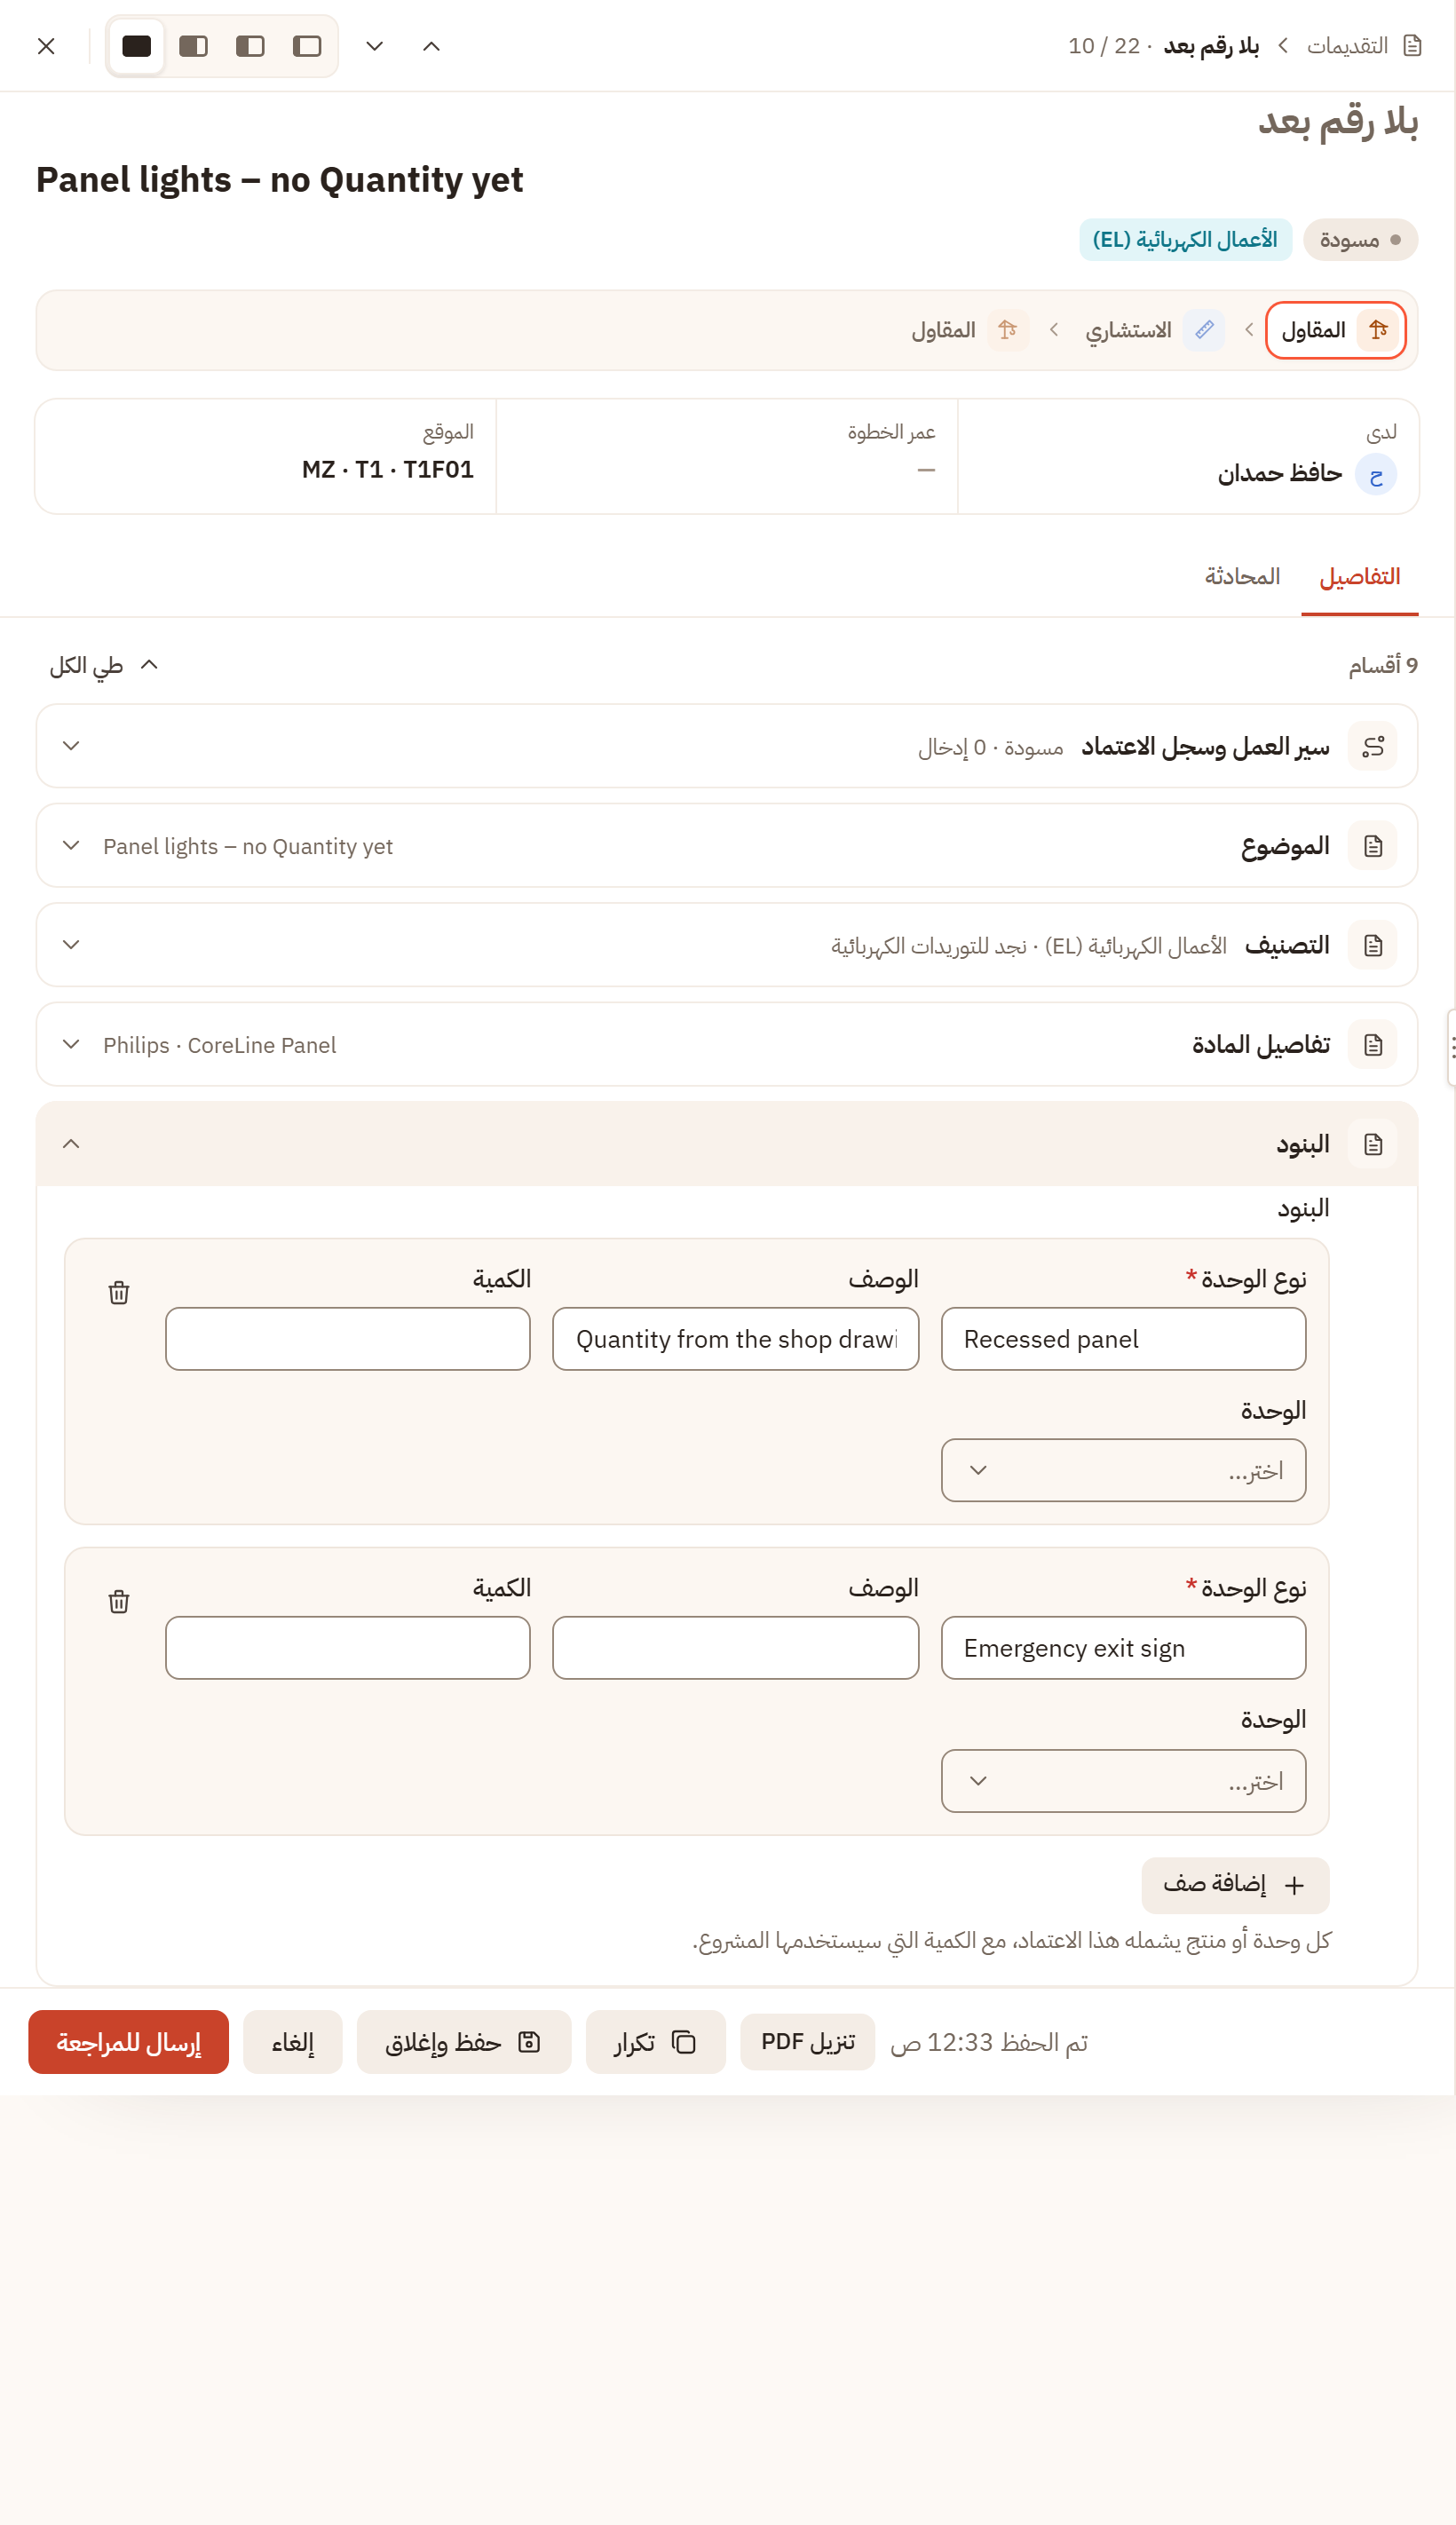 التقديمات
بلا رقم بعد · 22 / 10
بلا رقم بعد
Panel lights – no Quantity yet
مسودة
الأعمال الكهربائية (EL)
المقاول
الاستشاري
المقاول
لدى
ح حافظ حمدان
عمر الخطوة
—
الموقع
MZ · T1 · T1F01
التفاصيل
المحادثة
9 أقسام
طي الكل
سير العمل وسجل الاعتماد مسودة · 0 إدخال
الموضوع Panel lights – no Quantity yet
التصنيف الأعمال الكهربائية (EL) · نجد للتوريدات الكهربائية
تفاصيل المادة Philips · CoreLine Panel
البنود
البنود
نوع الوحدة * الوصف الكمية
Recessed panel Quantity from the shop draw
الوحدة
اختر...
نوع الوحدة * الوصف الكمية
Emergency exit sign
الوحدة
اختر...
إضافة صف
كل وحدة أو منتج يشمله هذا الاعتماد، مع الكمية التي سيستخدمها المشروع.
تم الحفظ 12:33 ص
تنزيل PDF
تكرار
حفظ وإغلاق
إلغاء
إرسال للمراجعة